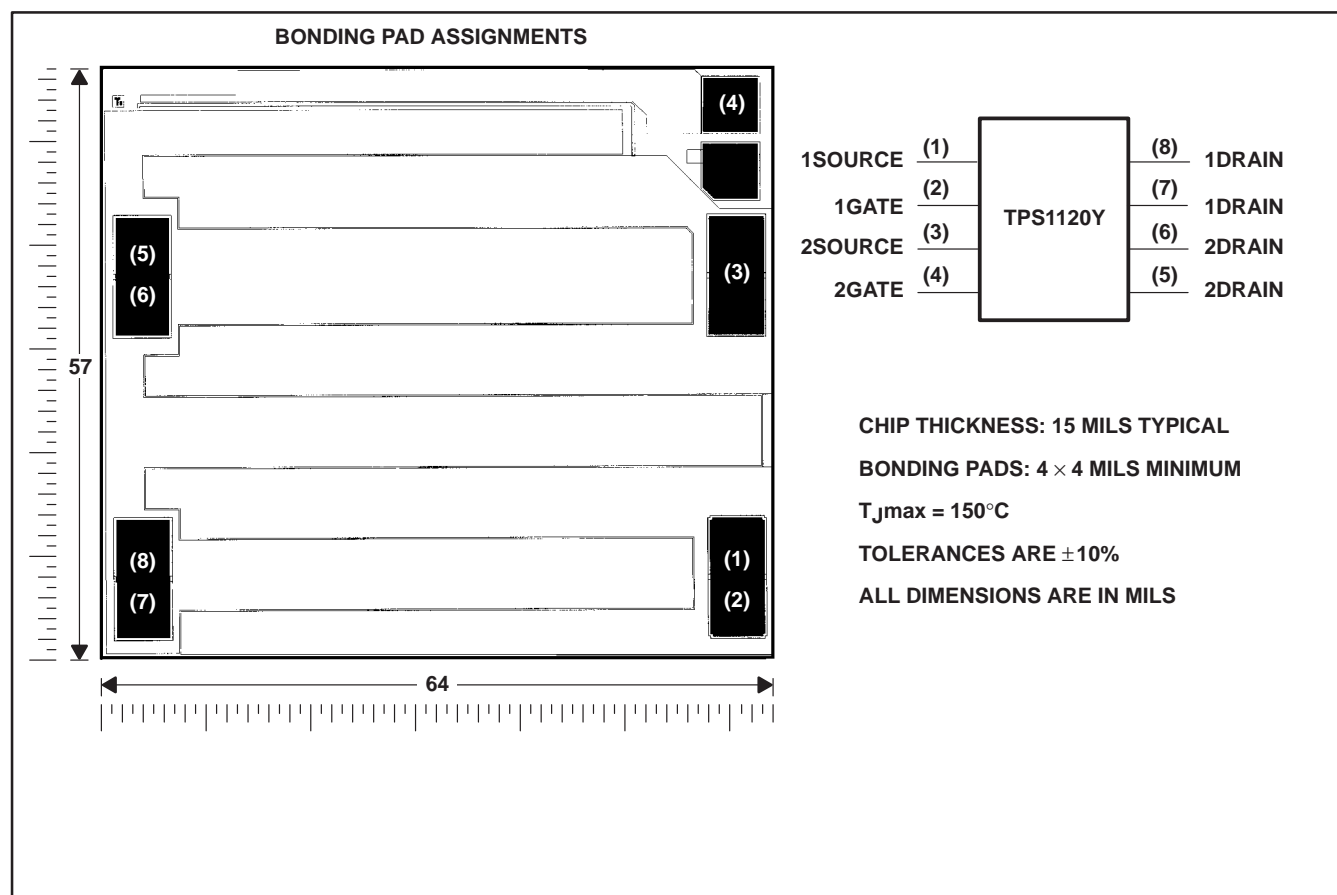 BONDING PAD ASSIGNMENTS
(4)
(5)
(6)
(3)
57
(8)
(7)
(1)
(2)
64
1SOURCE (1)
1GATE (2)
2SOURCE (3)
2GATE (4)
TPS1120Y
(8) 1DRAIN
(7) 1DRAIN
(6) 2DRAIN
(5) 2DRAIN
CHIP THICKNESS: 15 MILS TYPICAL
BONDING PADS: 4 × 4 MILS MINIMUM
TJmax = 150°C
TOLERANCES ARE ±10%
ALL DIMENSIONS ARE IN MILS